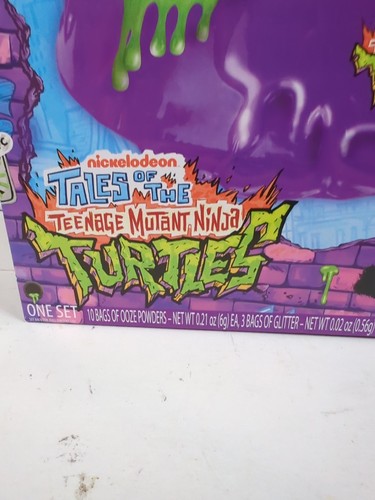 nickelodeon
TALES OF THE
TEENAGE MUTANT NINJA
TURTLES
ONE SET
10 BAGS OF OOZE POWDERS - NET WT 0.21 oz (6g) EA, 3 BAGS OF GLITTER - NET WT 0.02 oz (0.56g)